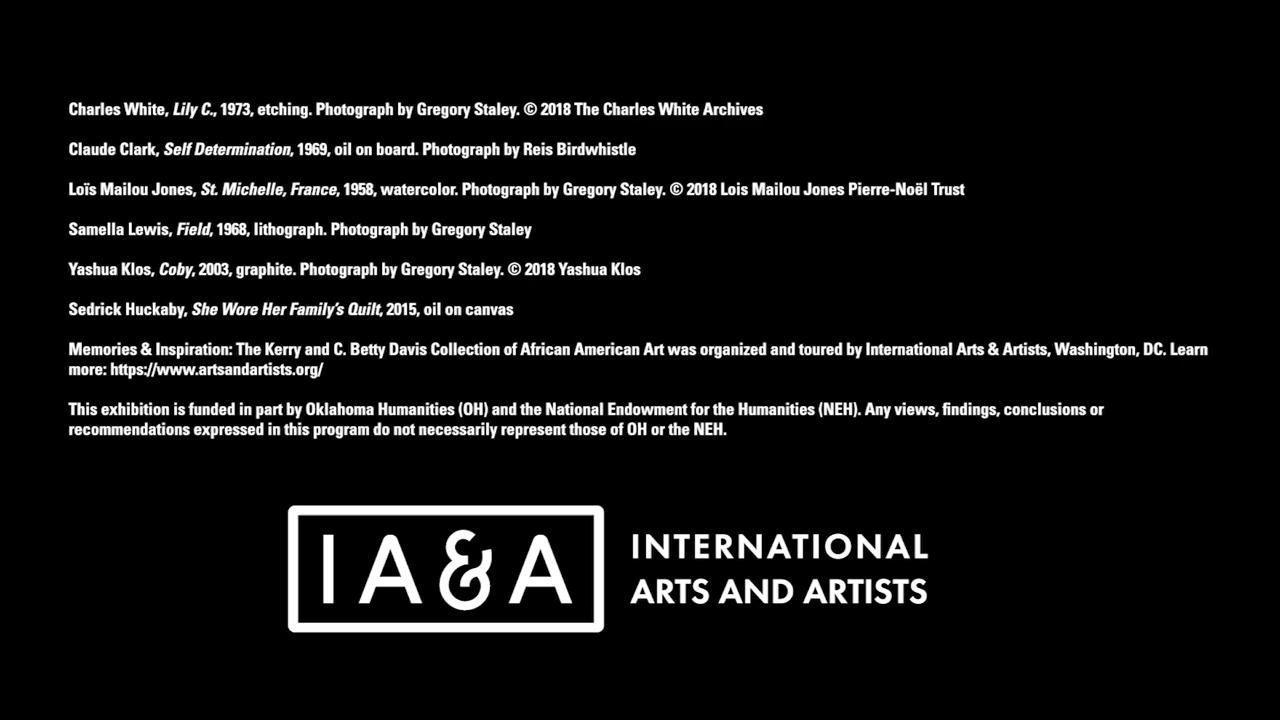 Charles White, Lily C., 1973, etching. Photograph by Gregory Staley. © 2018 The Charles White Archives
Claude Clark, Self Determination, 1969, oil on board. Photograph by Reis Birdwhistle
Loïs Mailou Jones, St. Michelle, France, 1958, watercolor. Photograph by Gregory Staley. © 2018 Lois Mailou Jones Pierre-Noël Trust
Samella Lewis, Field, 1968, lithograph. Photograph by Gregory Staley
Yashua Klos, Coby, 2003, graphite. Photograph by Gregory Staley. © 2018 Yashua Klos
Sedrick Huckaby, She Wore Her Family's Quilt, 2015, oil on canvas
Memories & Inspiration: The Kerry and C. Betty Davis Collection of African American Art was organized and toured by International Arts & Artists, Washington, DC. Learn
more: https://www.artsandartists.org/
This exhibition is funded in part by Oklahoma Humanities (OH) and the National Endowment for the Humanities (NEH). Any views, findings, conclusions or
recommendations expressed in this program do not necessarily represent those of OH or the NEH.
IA&A
INTERNATIONAL
ARTS AND ARTISTS